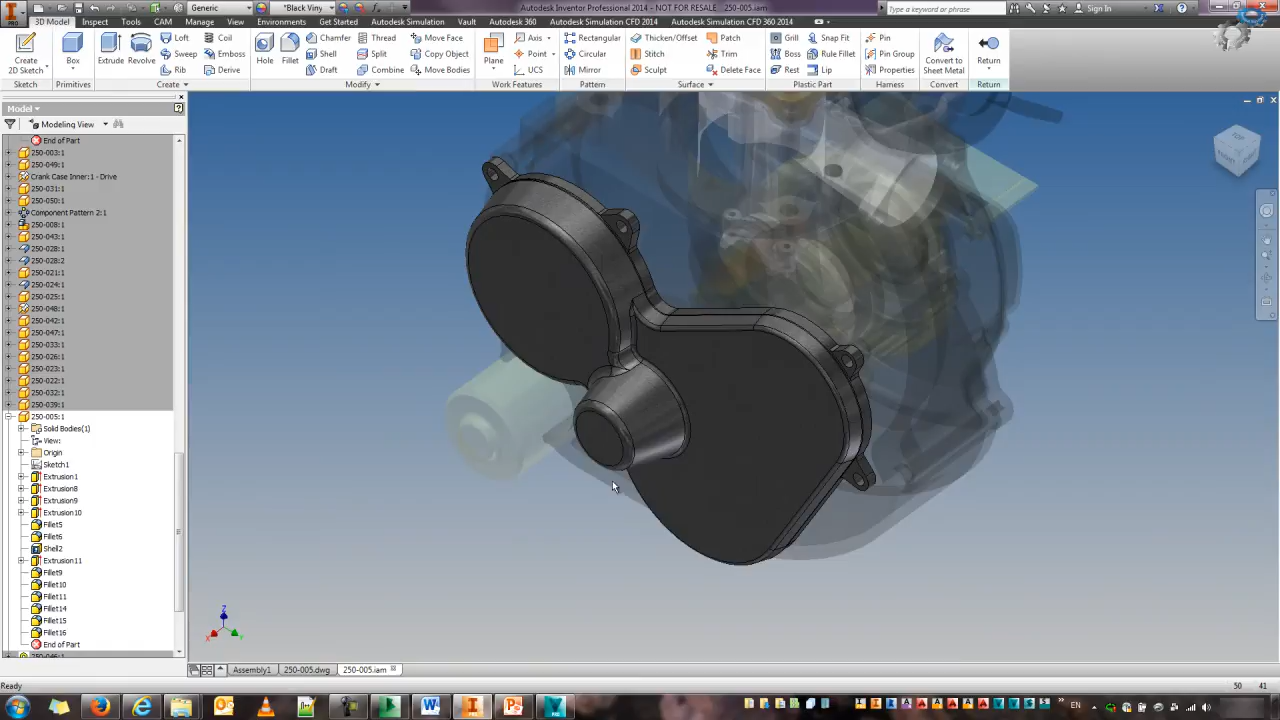 Generic
*Black Viny
Autodesk Inventor Professional 2014 - NOT FOR RESALE   250-005.iam
Type a keyword or phrase
Sign In
PRO
3D Model Inspect Tools CAM Manage View Environments Get Started Autodesk Simulation Vault Autodesk 360 Autodesk Simulation CFD 2014 Autodesk Simulation CFD 360 2014
Loft Coil Chamfer Thread Move Face Axis Rectangular Thicken/Offset Patch Grill Snap Fit Pin
Sweep Emboss Shell Split Copy Object Point Circular Stitch Trim Boss Rule Fillet Pin Group
Create 2D Sketch Box Extrude Revolve Hole Fillet Plane Convert to Sheet Metal Return
Rib Derive Draft Combine Move Bodies UCS Mirror Sculpt Delete Face Rest Lip Properties
Sketch Primitives Create Modify Work Features Pattern Surface Plastic Part Harness Convert Return
Model
Modeling View
End of Part
250-003:1
250-049:1
Crank Case Inner:1 - Drive
250-031:1
250-050:1
Component Pattern 2:1
250-008:1
250-043:1
250-028:1
250-028:2
250-021:1
250-024:1
250-025:1
250-048:1
250-042:1
250-047:1
250-033:1
250-026:1
250-023:1
250-022:1
250-032:1
250-039:1
250-005:1
Solid Bodies(1)
View:
Origin
Sketch1
Extrusion1
Extrusion8
Extrusion9
Extrusion10
Fillet5
Fillet6
Shell2
Extrusion11
Fillet9
Fillet10
Fillet11
Fillet14
Fillet15
Fillet16
End of Part
250-046:1
TOP
Z
X
Y
Assembly1 250-005.dwg 250-005.iam
Ready
50 41